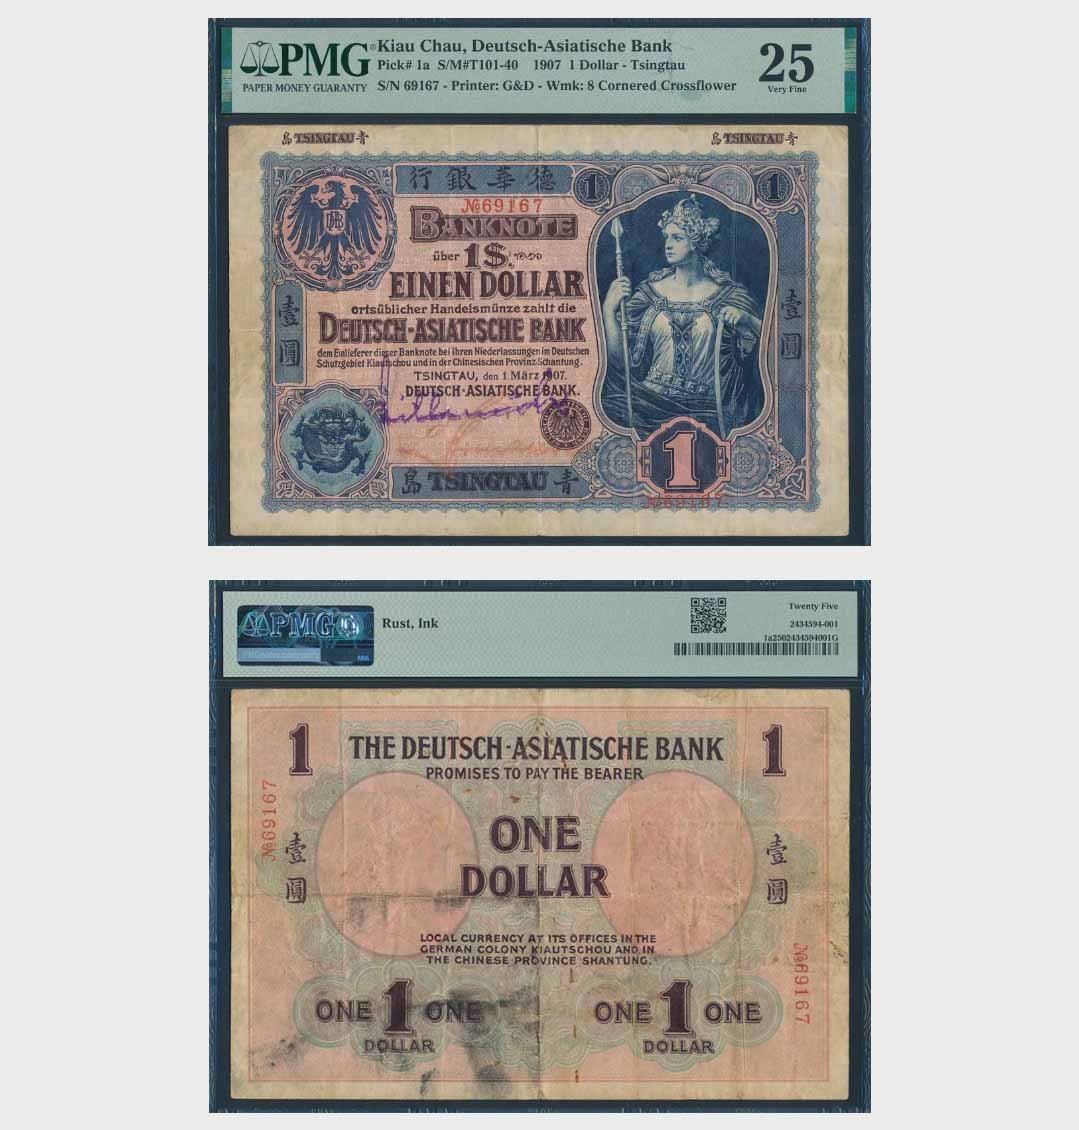 PMG®
PAPER MONEY GUARANTY
Kiau Chau, Deutsch-Asiatische Bank
Pick# 1a S/M#T101-40 1907 1 Dollar - Tsingtau
S/N 69167 - Printer: G&D - Wmk: 8 Cornered Crossflower
25
Very Fine
島 TSINGTAU 青
島 TSINGTAU 青
行銀華德
1
1
№69167
BANKNOTE
über 1$.
EINEN DOLLAR
ortsüblicher Handelsmünze zahlt die
DEUTSCH-ASIATISCHE BANK
dem Einlieferer dieser Banknote bei ihren Niederlassungen im Deutschen
Schutzgebiet Kiautschou und in der Chinesischen Provinz Schantung.
TSINGTAU, den 1. März 1907.
DEUTSCH-ASIATISCHE BANK.
壹圓
壹圓
島 TSINGTAU 青
1
№69167
PMG
Rust, Ink
Twenty Five
2434594-001
1a2502434594001G
1
THE DEUTSCH-ASIATISCHE BANK
1
PROMISES TO PAY THE BEARER
№69167
ONE
DOLLAR
壹圓
壹圓
LOCAL CURRENCY AT ITS OFFICES IN THE
GERMAN COLONY KIAUTSCHOU AND IN
THE CHINESE PROVINCE SHANTUNG.
№69167
ONE 1 ONE
DOLLAR
ONE 1 ONE
DOLLAR